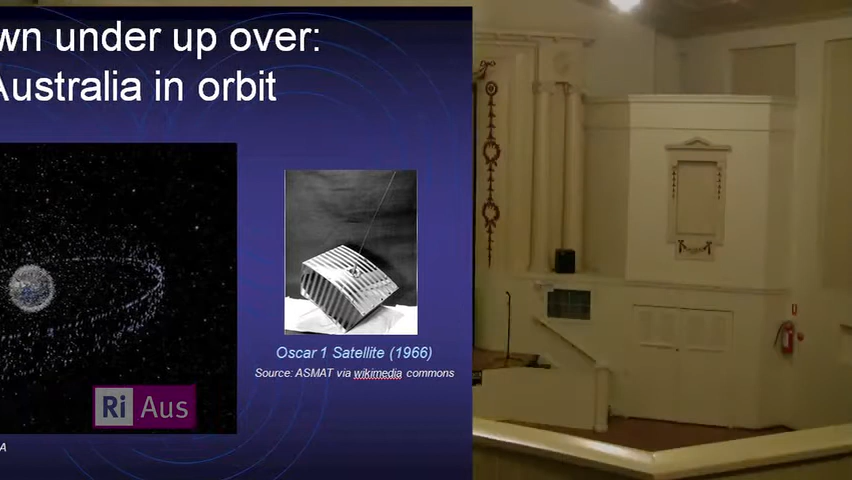 wn under up over:
Australia in orbit
Oscar 1 Satellite (1966)
Source: ASMAT via wikimedia commons
Ri Aus
A